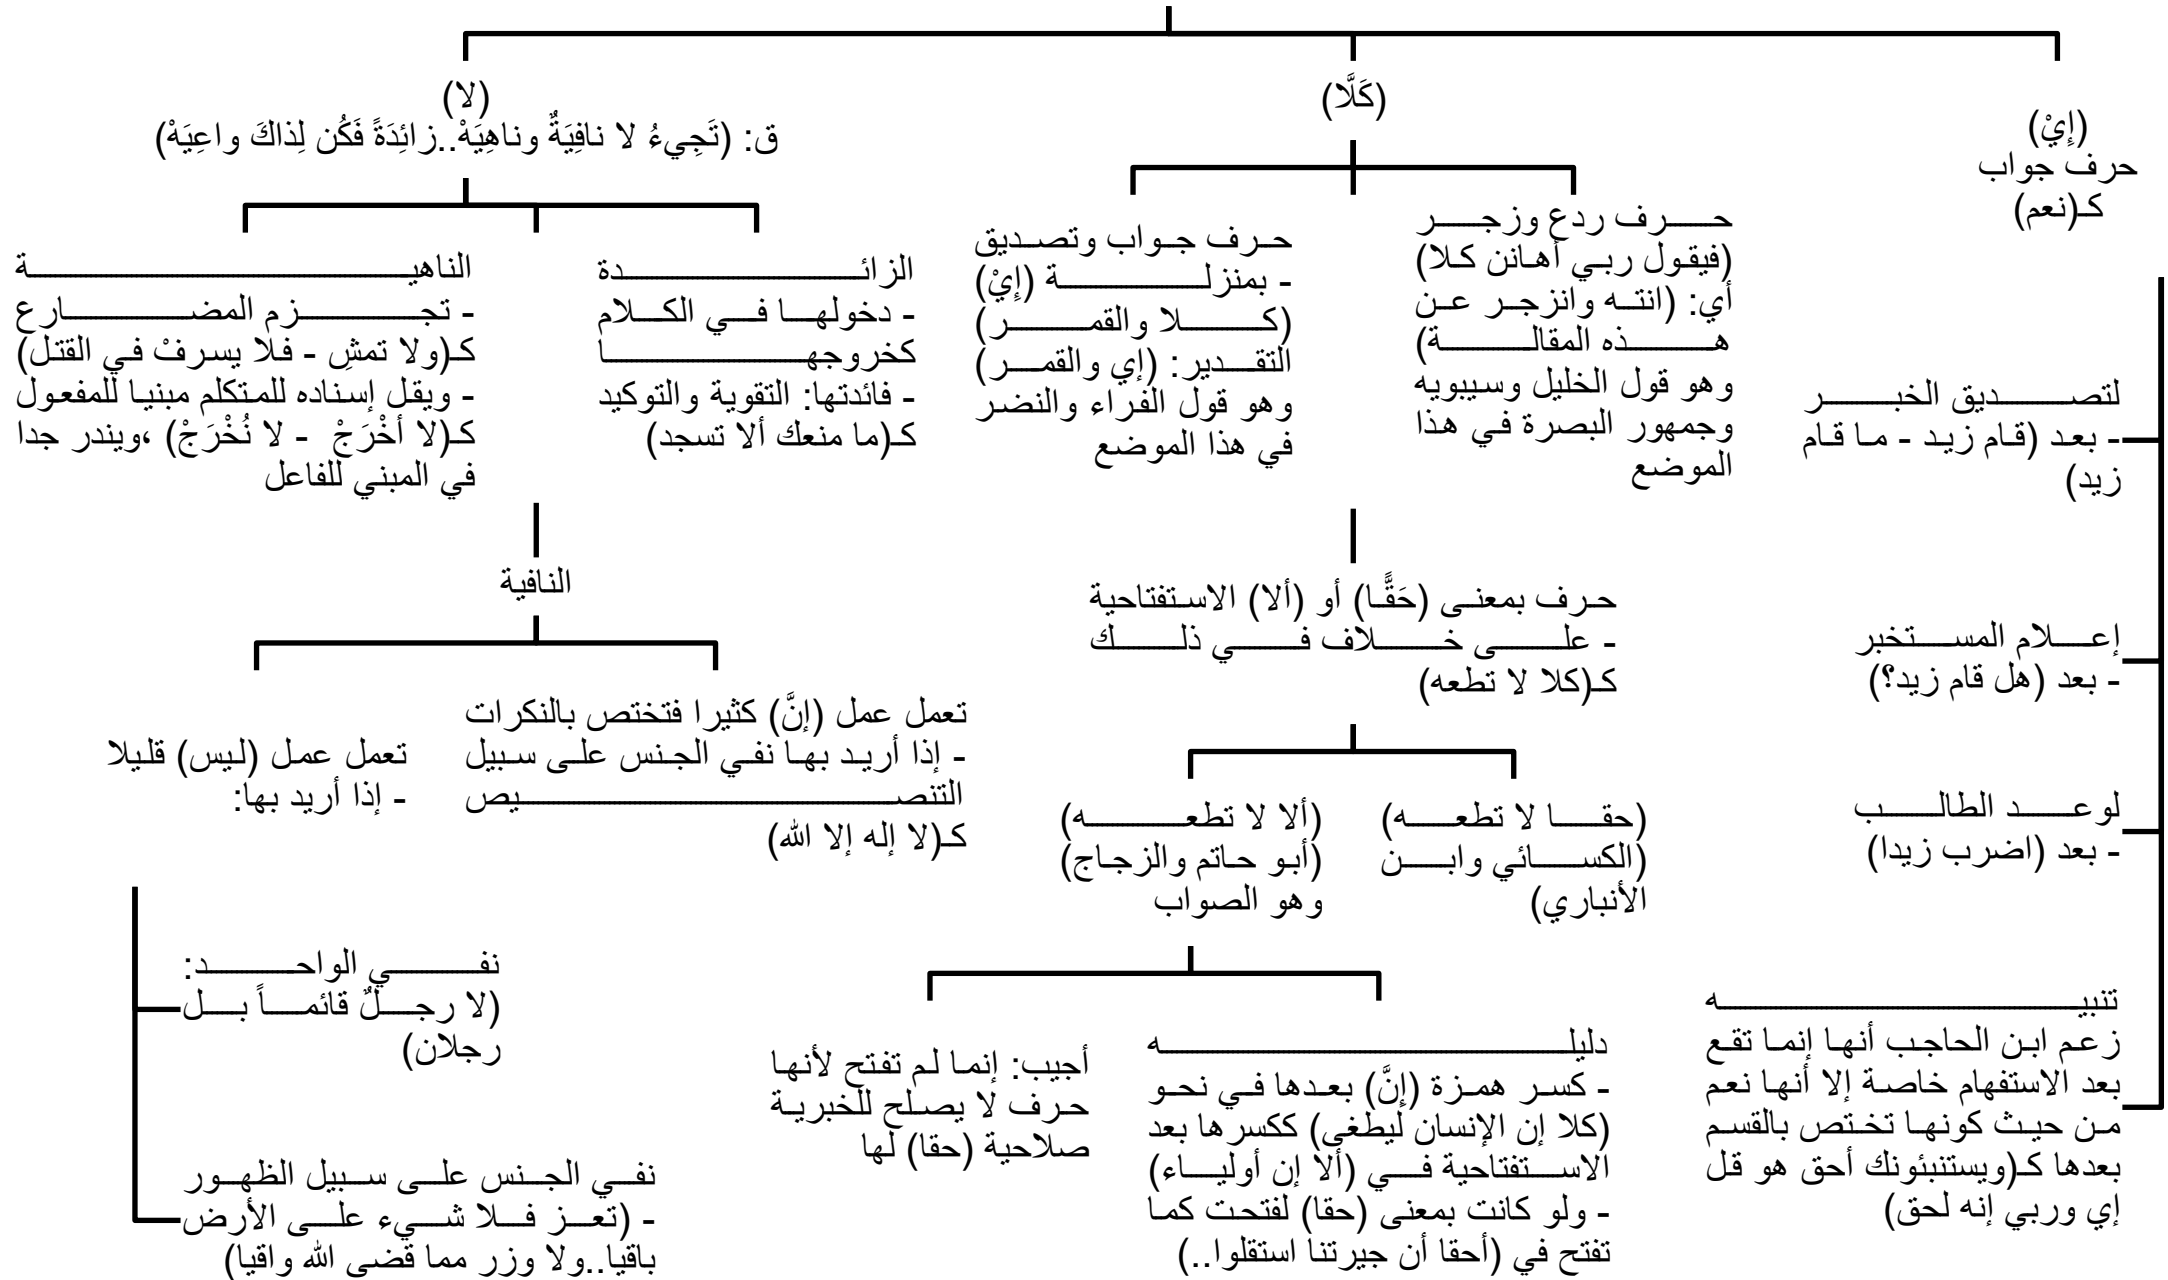 (إِيْ)
حرف جواب
كـ(نعم)
لتصديق الخبر
- بعد (قام زيد - ما قام
زيد)
إعلام المستخبر
- بعد (هل قام زيد؟)
لوعد الطالب
- بعد (اضرب زيدا)
تنبيه
زعم ابن الحاجب أنها إنما تقع
بعد الاستفهام خاصة إلا أنها نعم
من حيث كونها تختص بالقسم
بعدها كـ(ويستنبئونك أحق هو قل
إي وربي إنه لحق)
(كَلَّا)
حرف ردع وزجر
(فيقول ربي أهانن كلا)
أي: (انته وانزجر عن
هذه المقالة)
وهو قول الخليل وسيبويه
وجمهور البصرة في هذا
الموضع
حرف جواب وتصديق
- بمنزلة (إِيْ)
(كلا والقمر)
التقدير: (إي والقمر)
وهو قول الفراء والنضر
في هذا الموضع
حرف بمعنى (حَقًّا) أو (ألا) الاستفتاحية
- على خلاف في ذلك
كـ(كلا لا تطعه)
(حقا لا تطعه)
(الكسائي وابن
الأنباري)
(ألا لا تطعه)
(أبو حاتم والزجاج)
وهو الصواب
دليله
- كسر همزة (إِنَّ) بعدها في نحو
(كلا إن الإنسان ليطغى) ككسرها بعد
الاستفتاحية في (ألا إن أولياء)
- ولو كانت بمعنى (حقا) لفتحت كما
تفتح في (أحقا أن جيرتنا استقلوا..)
أجيب: إنما لم تفتح لأنها
حرف لا يصلح للخبرية
صلاحية (حقا) لها
(لا)
ق: (تَجِيءُ لا نافِيَةٌ وناهِيَهْ..زائِدَةً فَكُن لِذاكَ واعِيَهْ)
الزائدة
- دخولها في الكلام
كخروجها
- فائدتها: التقوية والتوكيد
كـ(ما منعك ألا تسجد)
الناهية
- تجزم المضارع
كـ(ولا تمشِ - فلا يسرفْ في القتل)
- ويقل إسناده للمتكلم مبنيا للمفعول
كـ(لا أُخْرَجْ - لا نُخْرَجْ) ،ويندر جدا
في المبني للفاعل
النافية
تعمل عمل (إنَّ) كثيرا فتختص بالنكرات
- إذا أريد بها نفي الجنس على سبيل
التنصيص
كـ(لا إله إلا الله)
تعمل عمل (ليس) قليلا
- إذا أريد بها:
نفي الواحد:
(لا رجلٌ قائماً بل
رجلان)
نفي الجنس على سبيل الظهور
- (تعز فلا شيء على الأرض
باقيا..ولا وزر مما قضى الله واقيا)